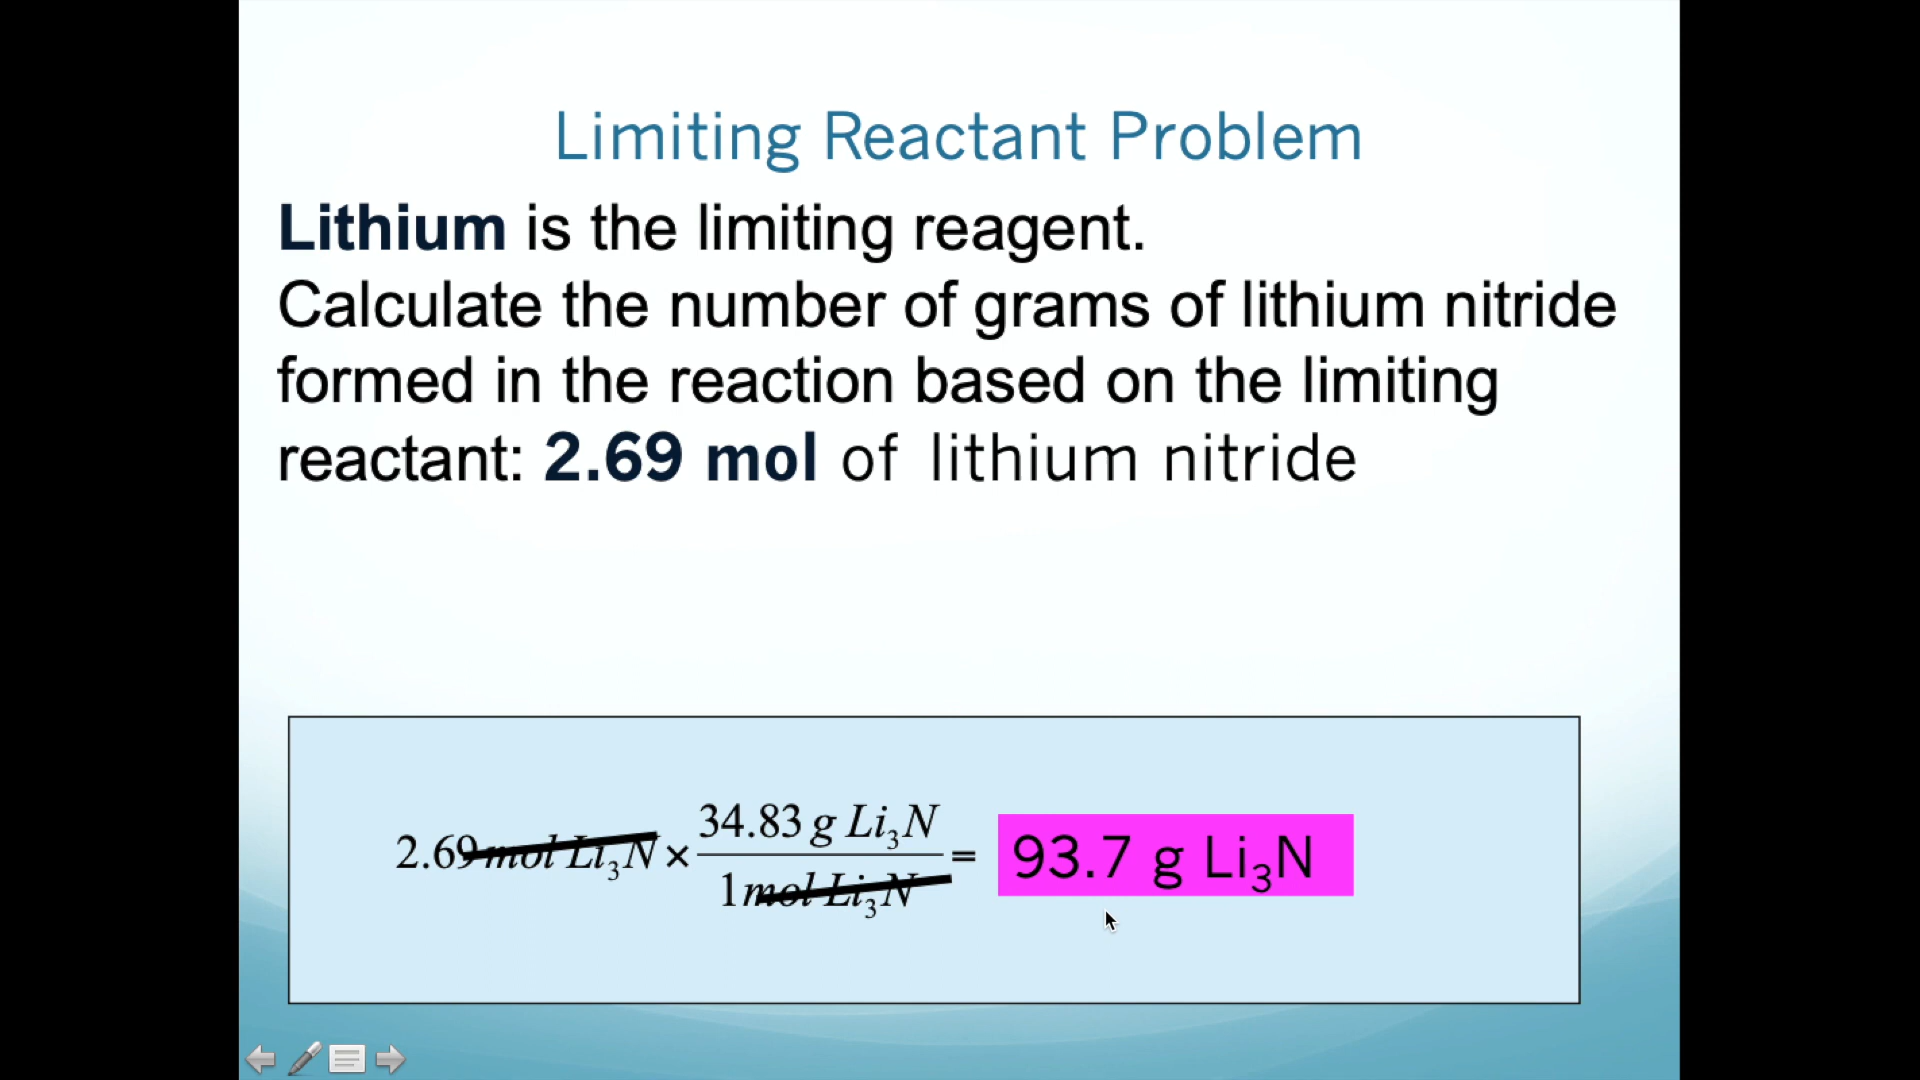 Limiting Reactant Problem
Lithium is the limiting reagent.
Calculate the number of grams of lithium nitride
formed in the reaction based on the limiting
reactant: 2.69 mol of lithium nitride
2.69 mol Li₃N × 34.83 g Li₃N / 1 mol Li₃N = 93.7 g Li₃N